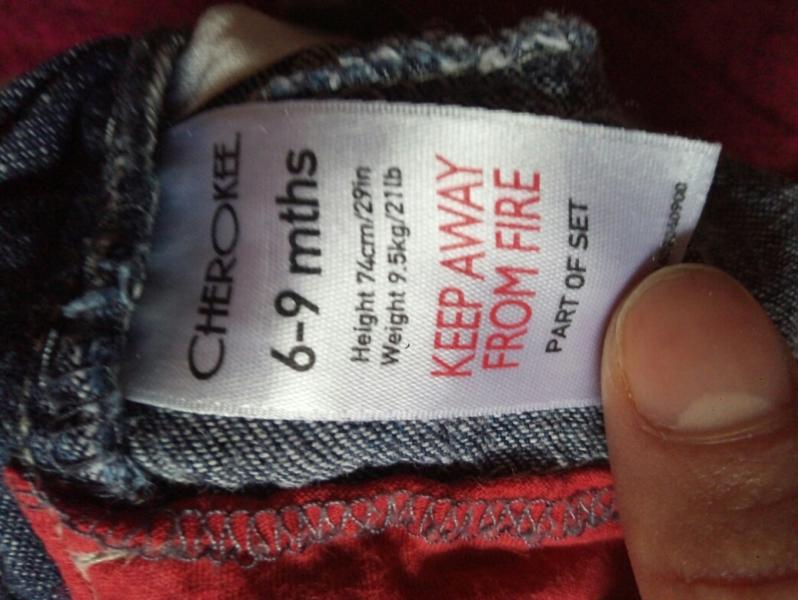 CHEROKEE
6-9 mths
Height 74cm/29in
Weight 9.5kg/21lb
KEEP AWAY
FROM FIRE
PART OF SET